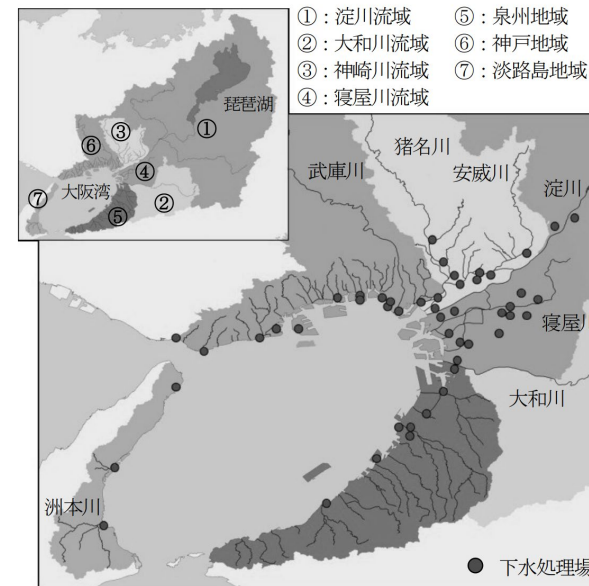 ①：淀川流域
②：大和川流域
③：神崎川流域
④：寝屋川流域
⑤：泉州地域
⑥：神戸地域
⑦：淡路島地域
琵琶湖
①
③
⑥
④
⑦
大阪湾
②
⑤
猪名川
武庫川
安威川
淀川
寝屋川
大和川
洲本川
下水処理場